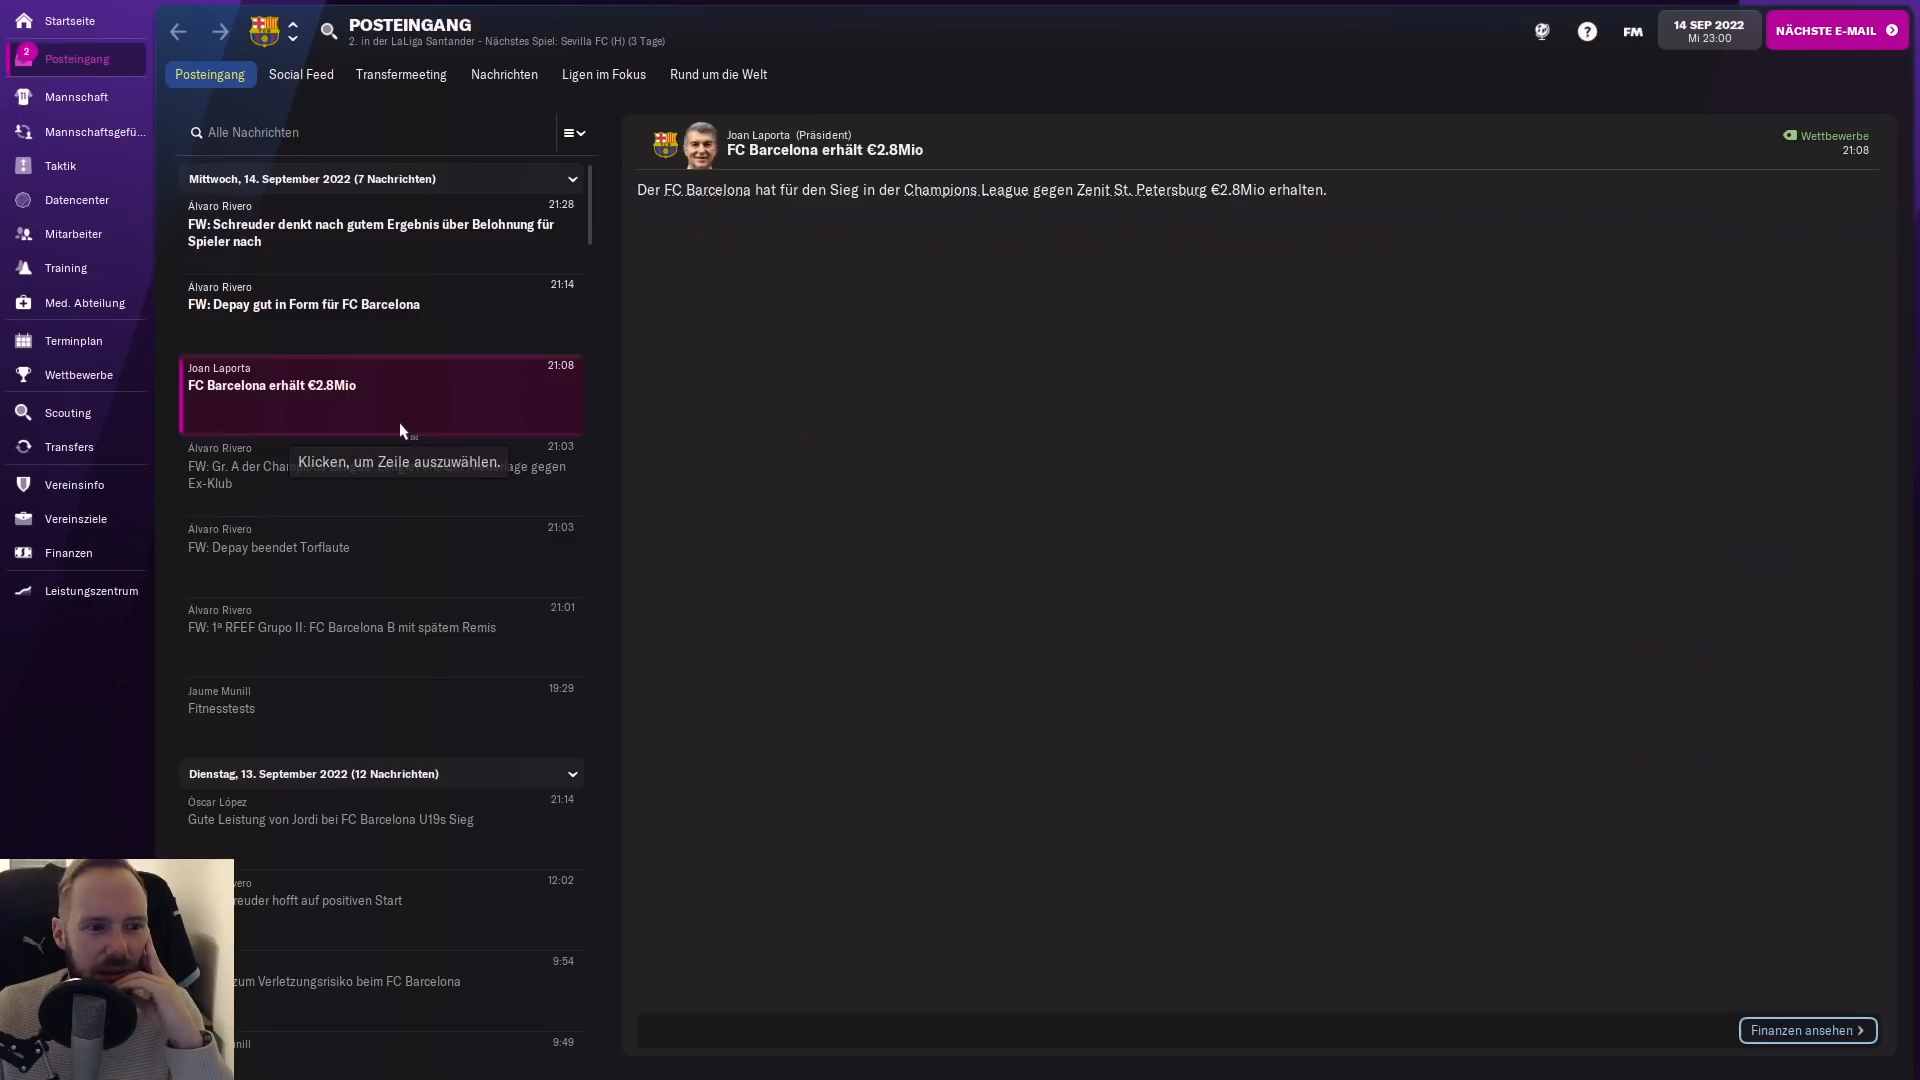 Startseite
2
Posteingang
Mannschaft
Mannschaftsgefü...
Taktik
Datencenter
Mitarbeiter
Training
Med. Abteilung
Terminplan
Wettbewerbe
Scouting
Transfers
Vereinsinfo
Vereinsziele
Finanzen
Leistungszentrum
POSTEINGANG
2. in der LaLiga Santander - Nächstes Spiel: Sevilla FC (H) (3 Tage)
FM
14 SEP 2022
Mi 23:00
NÄCHSTE E-MAIL
Posteingang
Social Feed
Transfermeeting
Nachrichten
Ligen im Fokus
Rund um die Welt
Alle Nachrichten
Mittwoch, 14. September 2022 (7 Nachrichten)
Álvaro Rivero
21:28
FW: Schreuder denkt nach gutem Ergebnis über Belohnung für
Spieler nach
Álvaro Rivero
21:14
FW: Depay gut in Form für FC Barcelona
Joan Laporta
21:08
FC Barcelona erhält €2.8Mio
Álvaro Rivero
21:03
FW: Gr. A der Cham
gegen
Ex-Klub
Klicken, um Zeile auszuwählen.
Álvaro Rivero
21:03
FW: Depay beendet Torflaute
Álvaro Rivero
21:01
FW: 1ª RFEF Grupo II: FC Barcelona B mit spätem Remis
Jaume Munill
19:29
Fitnesstests
Dienstag, 13. September 2022 (12 Nachrichten)
Òscar López
21:14
Gute Leistung von Jordi bei FC Barcelona U19s Sieg
vero
12:02
reuder hofft auf positiven Start
9:54
zum Verletzungsrisiko beim FC Barcelona
nill
9:49
Joan Laporta (Präsident)
FC Barcelona erhält €2.8Mio
Wettbewerbe
21:08
Der FC Barcelona hat für den Sieg in der Champions League gegen Zenit St. Petersburg €2.8Mio erhalten.
Finanzen ansehen